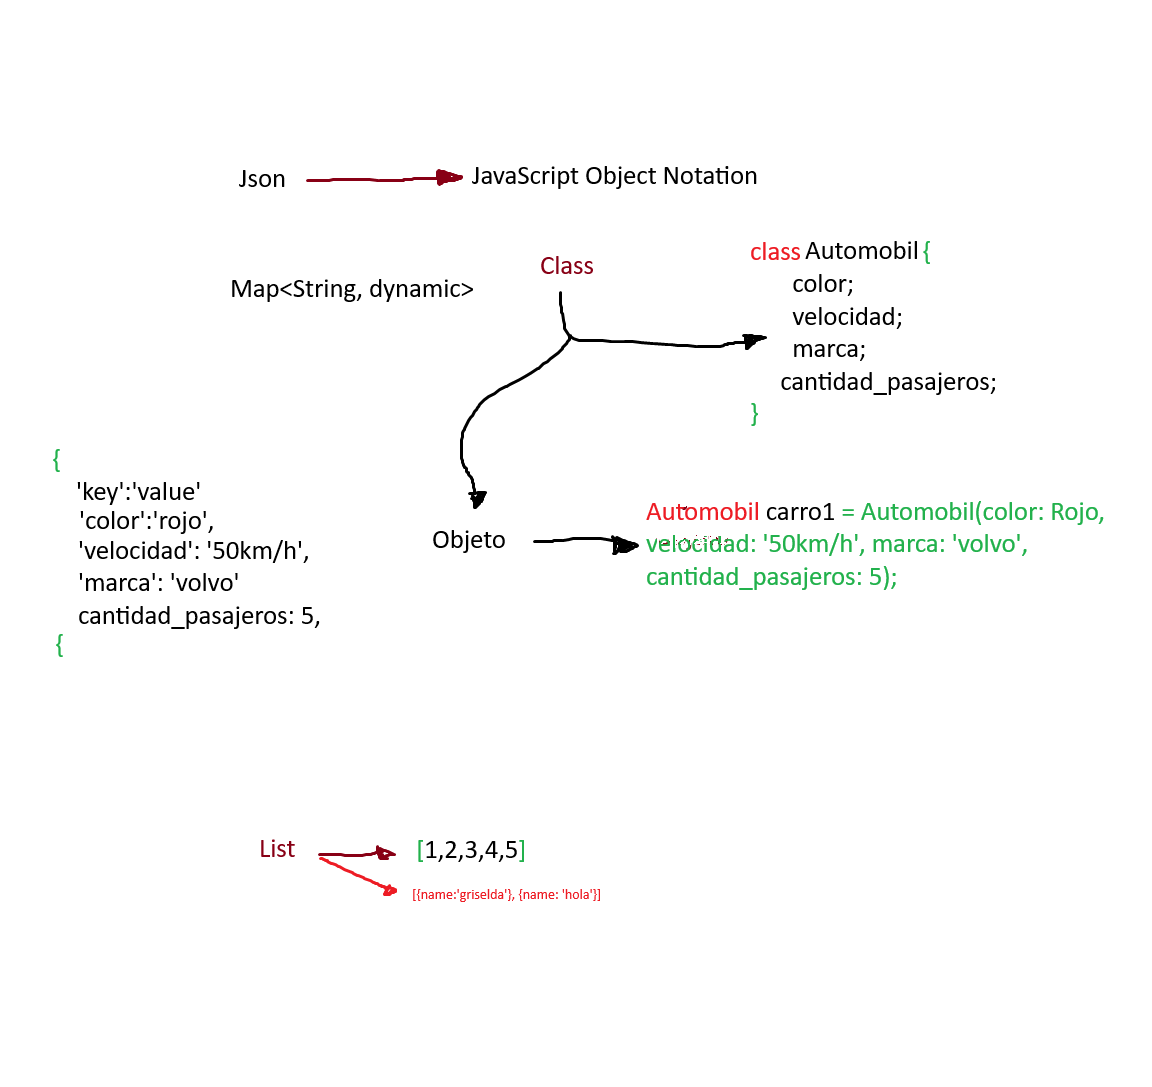 Json
JavaScript Object Notation
Map<String, dynamic>
Class
class Automobil {
color;
velocidad;
marca;
cantidad_pasajeros;
}
{
'key':'value'
'color':'rojo',
'velocidad': '50km/h',
'marca': 'volvo'
cantidad_pasajeros: 5,
{
Objeto
Automobil carro1 = Automobil(color: Rojo,
velocidad: '50km/h', marca: 'volvo',
cantidad_pasajeros: 5);
List
[1,2,3,4,5]
[{name:'griselda'}, {name: 'hola'}]